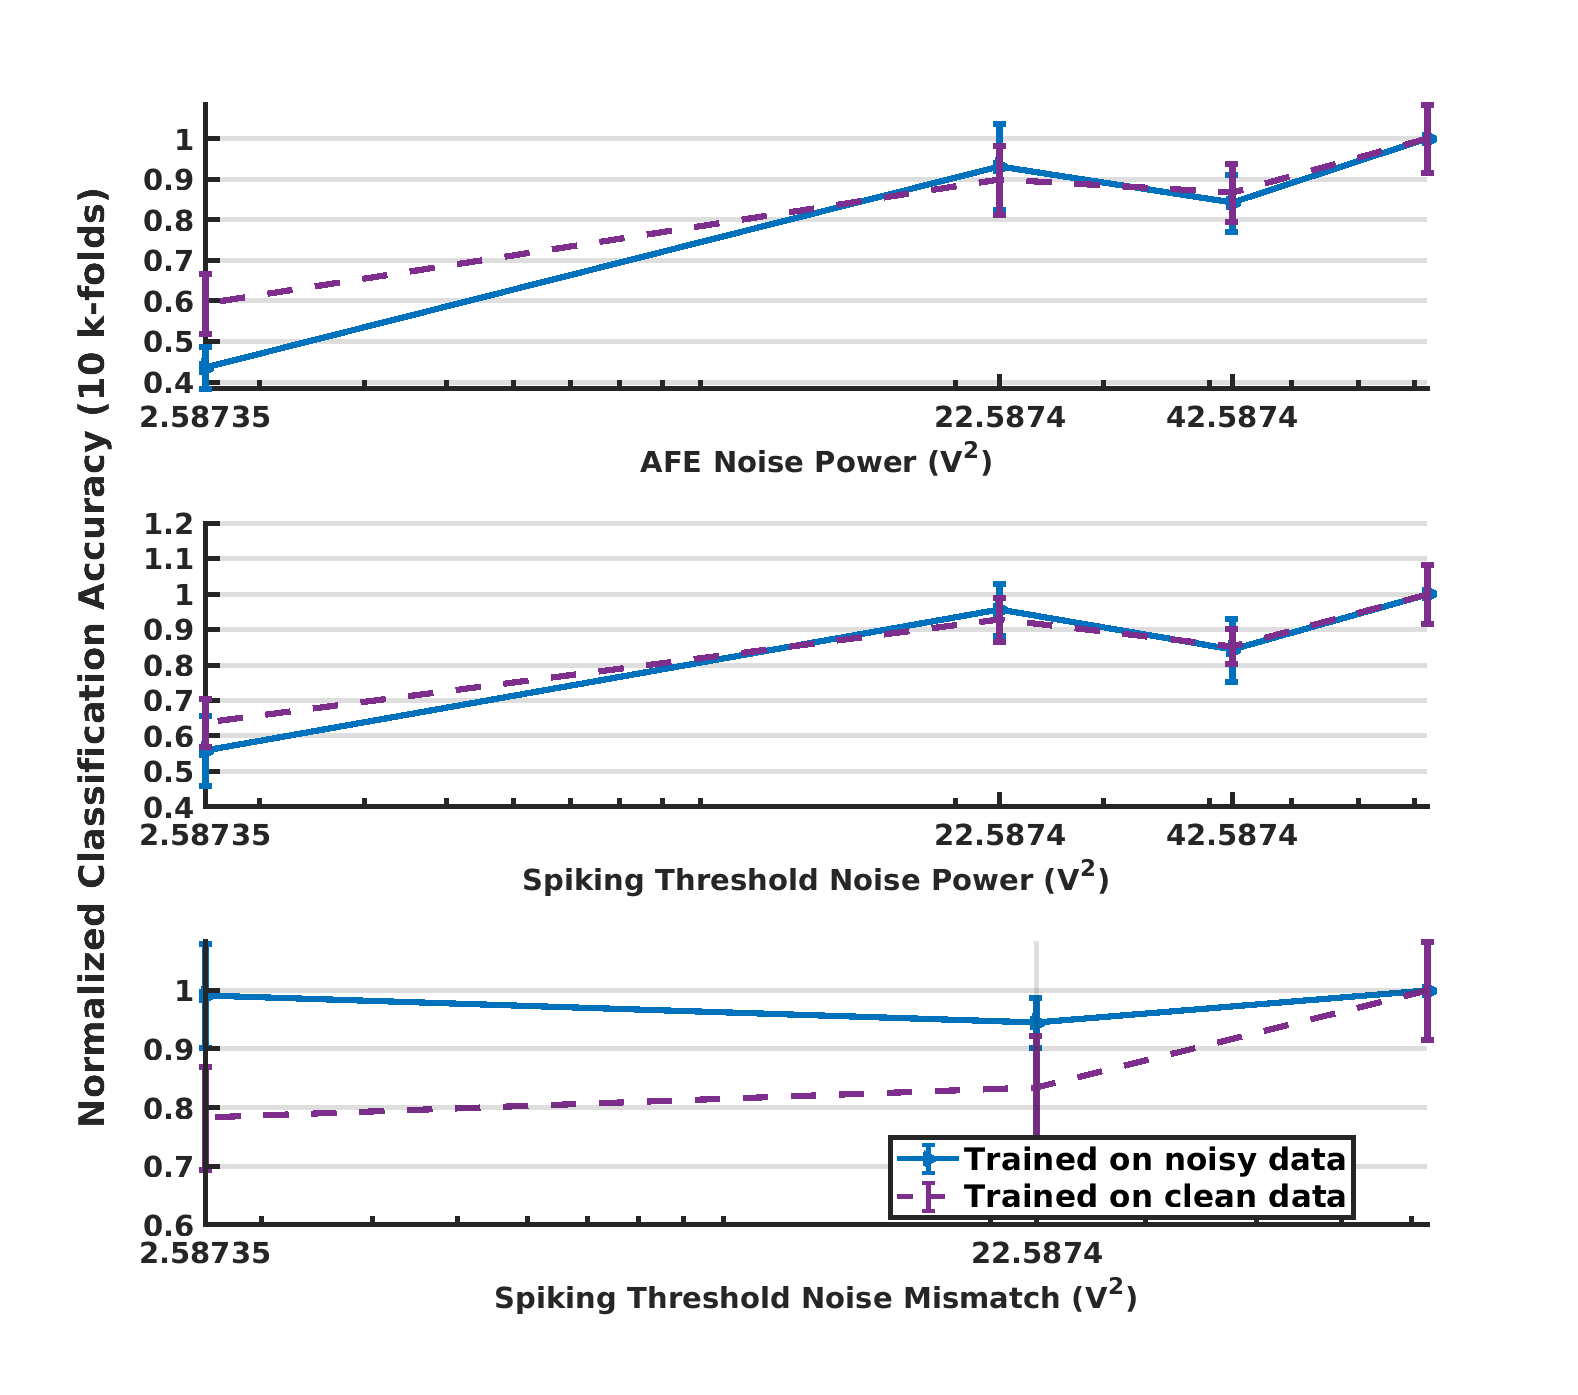 Normalized Classification Accuracy (10 k-folds)
1
0.9
0.8
0.7
0.6
0.5
0.4
2.58735 22.5874 42.5874
AFE Noise Power (V²)
1.2
1.1
1
0.9
0.8
0.7
0.6
0.5
0.4
2.58735 22.5874 42.5874
Spiking Threshold Noise Power (V²)
1
0.9
0.8
0.7
0.6
Trained on noisy data
Trained on clean data
2.58735 22.5874
Spiking Threshold Noise Mismatch (V²)